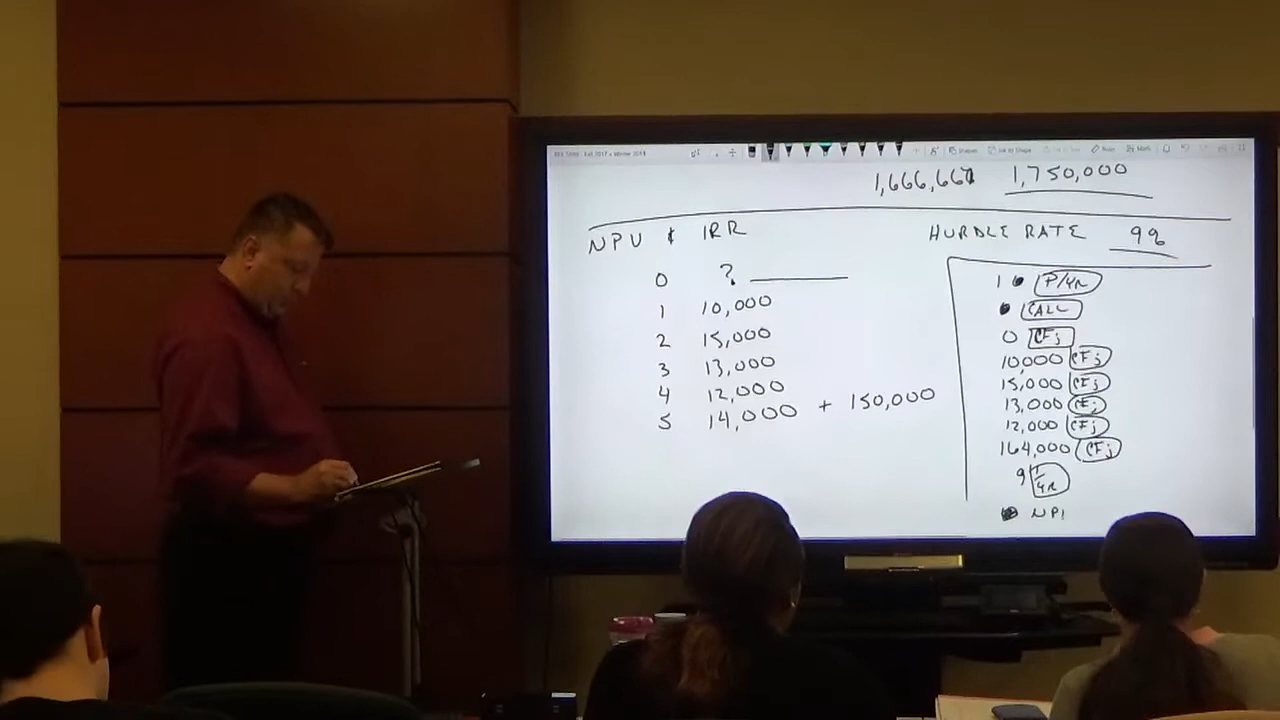 1,666,667 1,750,000
NPV & IRR
HURDLE RATE 9%
0 ?
1 10,000
2 15,000
3 13,000
4 12,000
5 14,000 + 150,000
1 P/YR
CALL
0 CFj
10,000 CFj
15,000 CFj
13,000 CFj
12,000 CFj
164,000 CFj
9 I/YR
NP